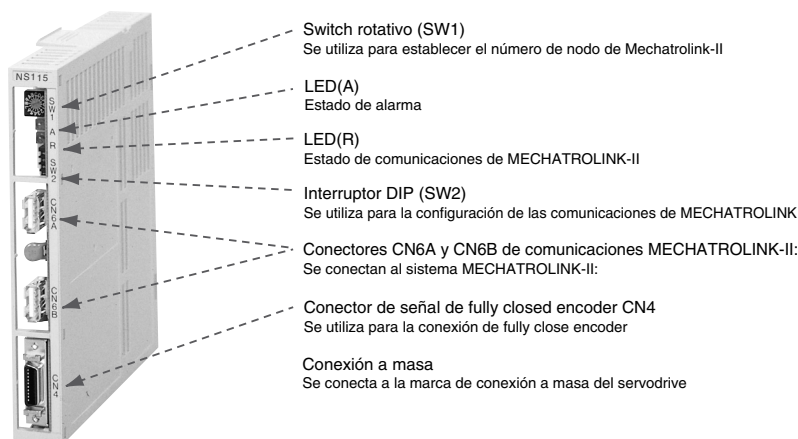 NS115
SW1
A
R
SW2
CN6A
CN6B
CN4
Switch rotativo (SW1)
Se utiliza para establecer el número de nodo de Mechatrolink-II
LED(A)
Estado de alarma
LED(R)
Estado de comunicaciones de MECHATROLINK-II
Interruptor DIP (SW2)
Se utiliza para la configuración de las comunicaciones de MECHATROLINK
Conectores CN6A y CN6B de comunicaciones MECHATROLINK-II:
Se conectan al sistema MECHATROLINK-II:
Conector de señal de fully closed encoder CN4
Se utiliza para la conexión de fully close encoder
Conexión a masa
Se conecta a la marca de conexión a masa del servodrive